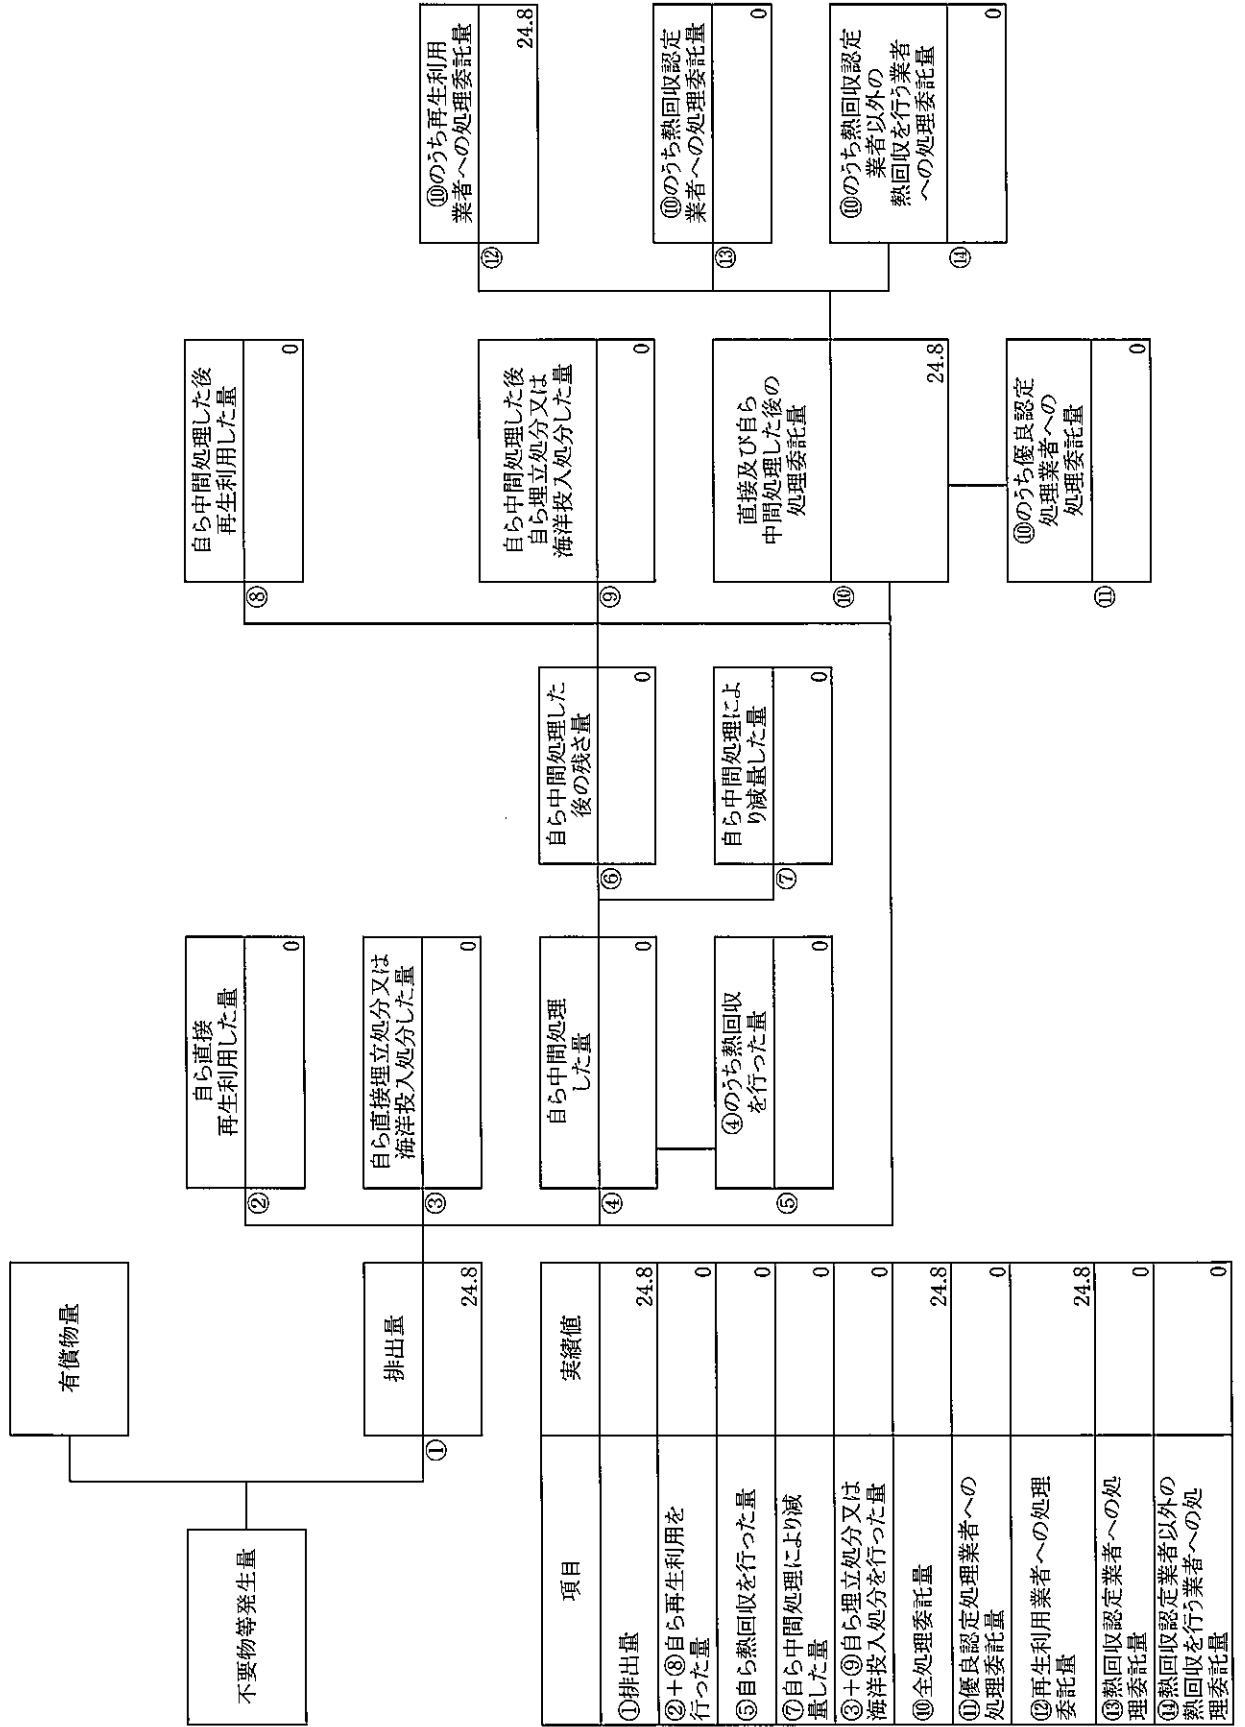 不要物等発生量
有償物量
①
排出量
24.8
②
自ら直接
再生利用した量
0
③
自ら直接埋立処分又は
海洋投入処分した量
0
④
自ら中間処理
した量
0
⑤
④のうち熱回収
を行った量
0
⑥
自ら中間処理した
後の残さ量
0
⑦
自ら中間処理によ
り減量した量
0
⑧
自ら中間処理した後
再生利用した量
0
⑨
自ら中間処理した後
自ら埋立処分又は
海洋投入処分した量
0
⑩
直接及び自ら
中間処理した後の
処理委託量
24.8
⑪
⑩のうち優良認定
処理業者への
処理委託量
0
⑫
⑩のうち再生利用
業者への処理委託量
24.8
⑬
⑩のうち熱回収認定
業者への処理委託量
0
⑭
⑩のうち熱回収認定
業者以外の
熱回収を行う業者
への処理委託量
0
項目
実績値
①排出量
24.8
②+⑧自ら再生利用を
行った量
0
⑤自ら熱回収を行った量
0
⑦自ら中間処理により減
量した量
0
③+⑨自ら埋立処分又は
海洋投入処分を行った量
0
⑩全処理委託量
24.8
⑪優良認定処理業者への
処理委託量
0
⑫再生利用業者への処理
委託量
24.8
⑬熱回収認定業者への処
理委託量
0
⑭熱回収認定業者以外の
熱回収を行う業者への処
理委託量
0